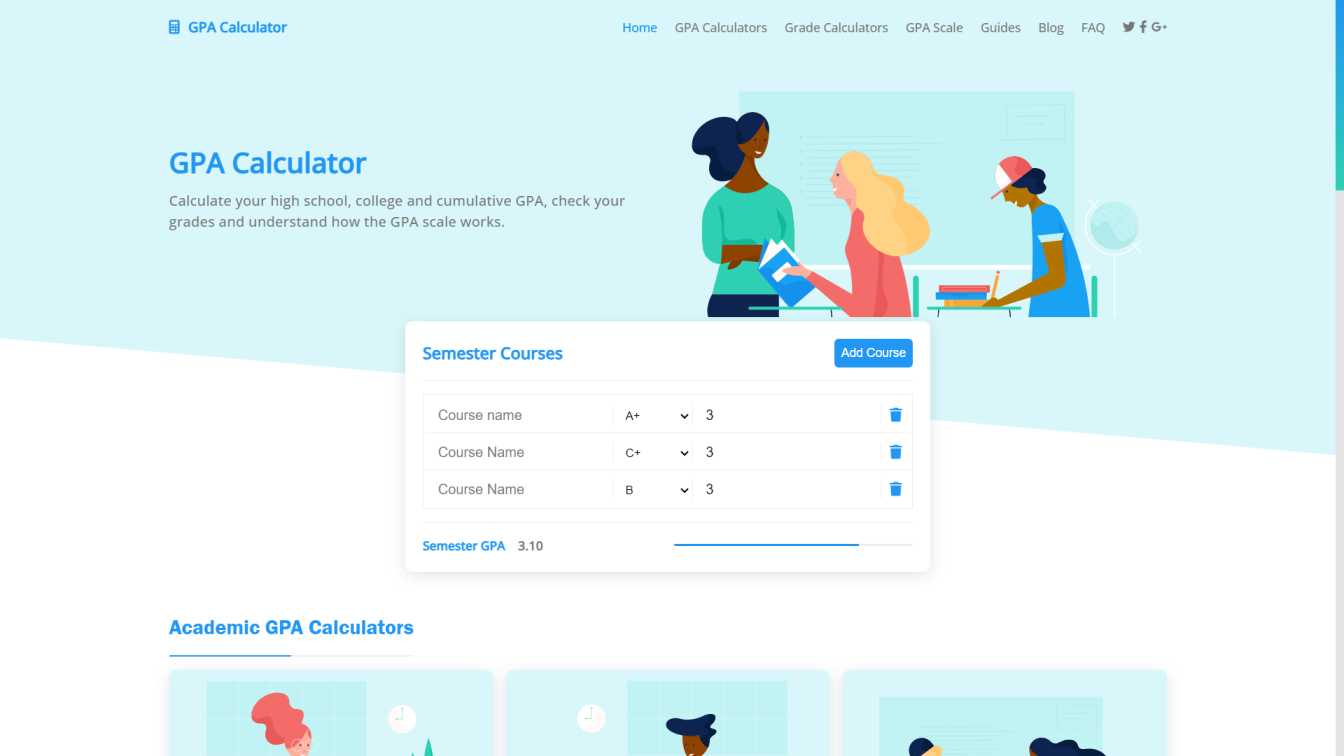 GPA Calculator
Home GPA Calculators Grade Calculators GPA Scale Guides Blog FAQ
GPA Calculator
Calculate your high school, college and cumulative GPA, check your
grades and understand how the GPA scale works.
Semester Courses
Add Course
Course name A+ 3
Course Name C+ 3
Course Name B 3
Semester GPA 3.10
Academic GPA Calculators